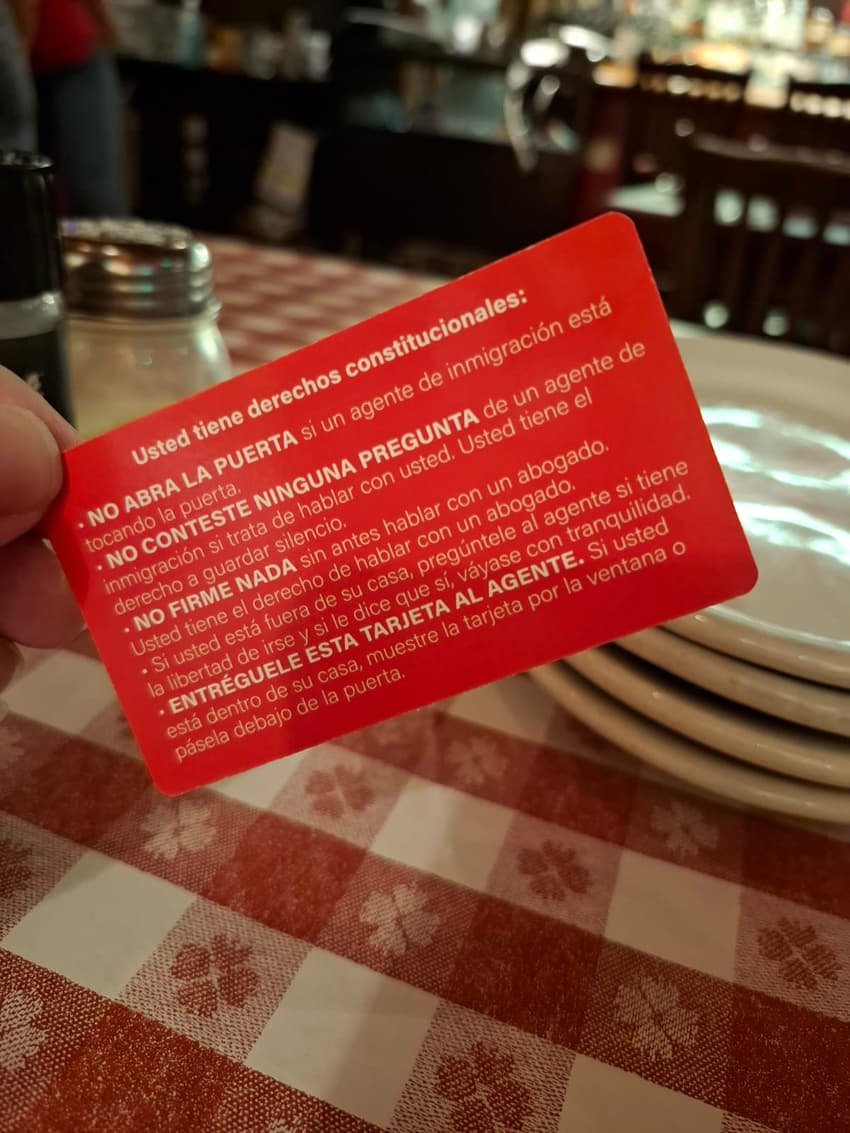 Usted tiene derechos constitucionales:
· NO ABRA LA PUERTA si un agente de inmigración está
tocando la puerta.
· NO CONTESTE NINGUNA PREGUNTA de un agente de
inmigración si trata de hablar con usted. Usted tiene el
derecho a guardar silencio.
· NO FIRME NADA sin antes hablar con un abogado.
Usted tiene el derecho de hablar con un abogado.
· Si usted está fuera de su casa, pregúntele al agente si tiene
la libertad de irse y si le dice que sí, váyase con tranquilidad.
· ENTRÉGUELE ESTA TARJETA AL AGENTE. Si usted
está dentro de su casa, muestre la tarjeta por la ventana o
pásela debajo de la puerta.